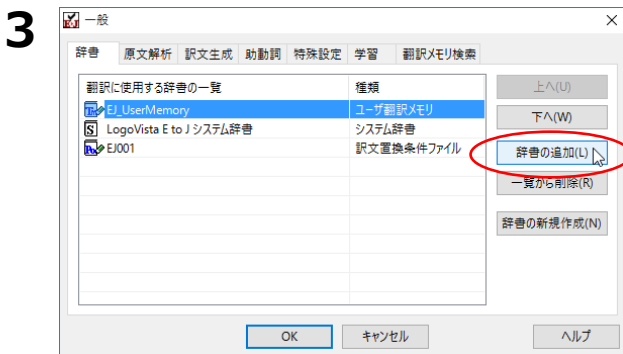 3
一般
辞書 原文解析 訳文生成 助動詞 特殊設定 学習 翻訳メモリ検索
翻訳に使用する辞書の一覧 種類
EJ_UserMemory ユーザ翻訳メモリ
LogoVista E to J システム辞書 システム辞書
EJ001 訳文置換条件ファイル
上へ(U)
下へ(W)
辞書の追加(L)
一覧から削除(R)
辞書の新規作成(N)
OK キャンセル ヘルプ